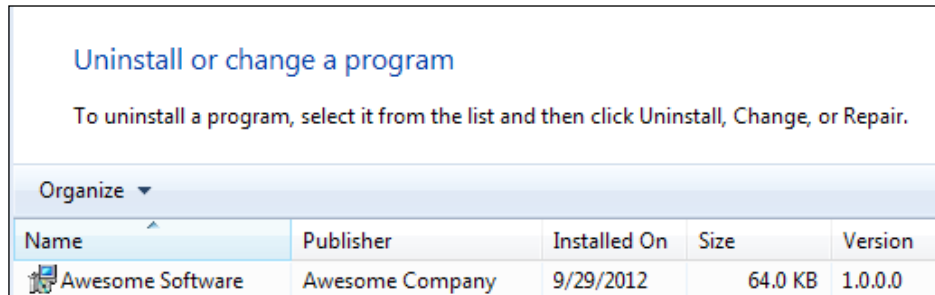 Uninstall or change a program
To uninstall a program, select it from the list and then click Uninstall, Change, or Repair.
Organize
Name Publisher Installed On Size Version
Awesome Software Awesome Company 9/29/2012 64.0 KB 1.0.0.0